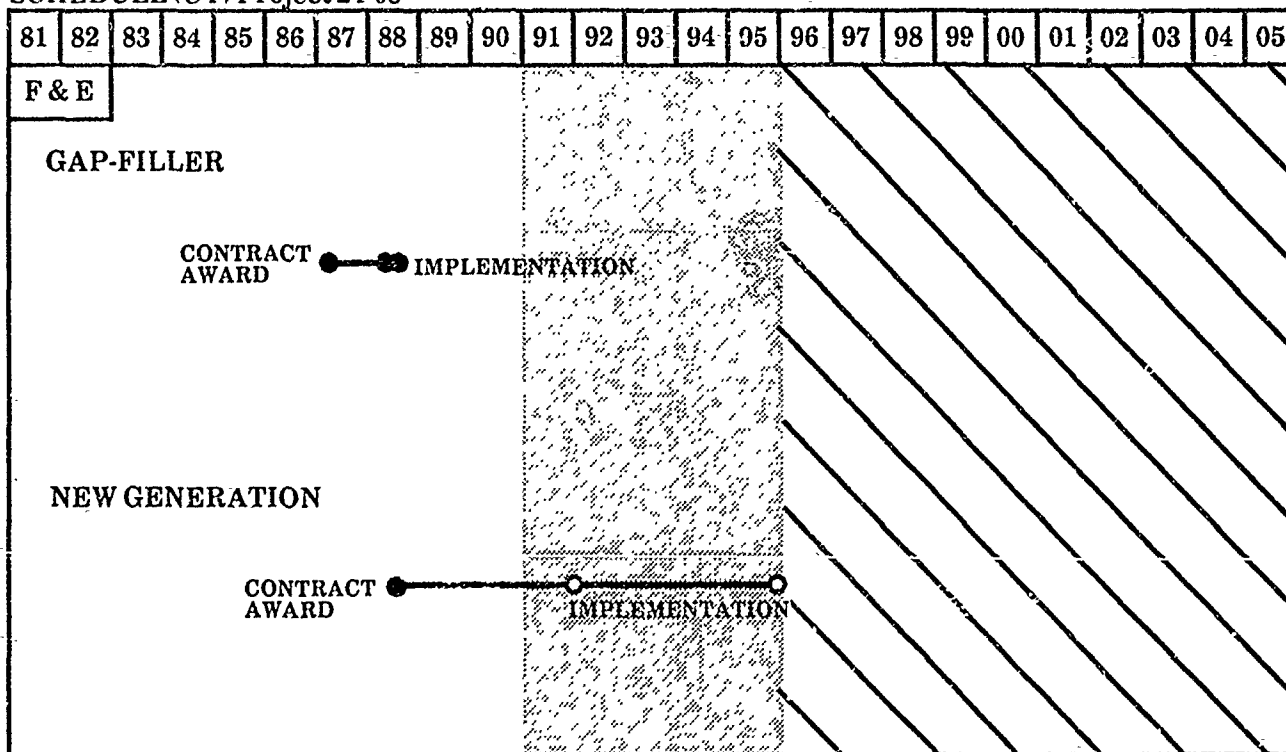 81 82 83 84 85 86 87 88 89 90 91 92 93 94 95 96 97 98 99 00 01 02 03 04 05
F & E
GAP-FILLER
CONTRACT
AWARD
IMPLEMENTATION
NEW GENERATION
CONTRACT
AWARD
IMPLEMENTATION